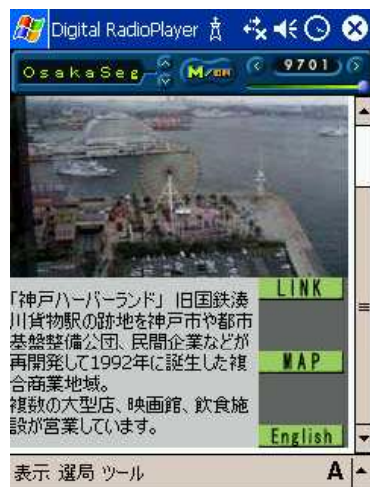 Digital RadioPlayer
OsakaSeg
M/
9701
「神戸ハーバーランド」 旧国鉄湊
川貨物駅の跡地を神戸市や都市
基盤整備公団、民間企業などが
再開発して1992年に誕生した複
合商業地域。
複数の大型店、映画館、飲食施
設が営業しています。
LINK
MAP
English
表示 選局 ツール
A